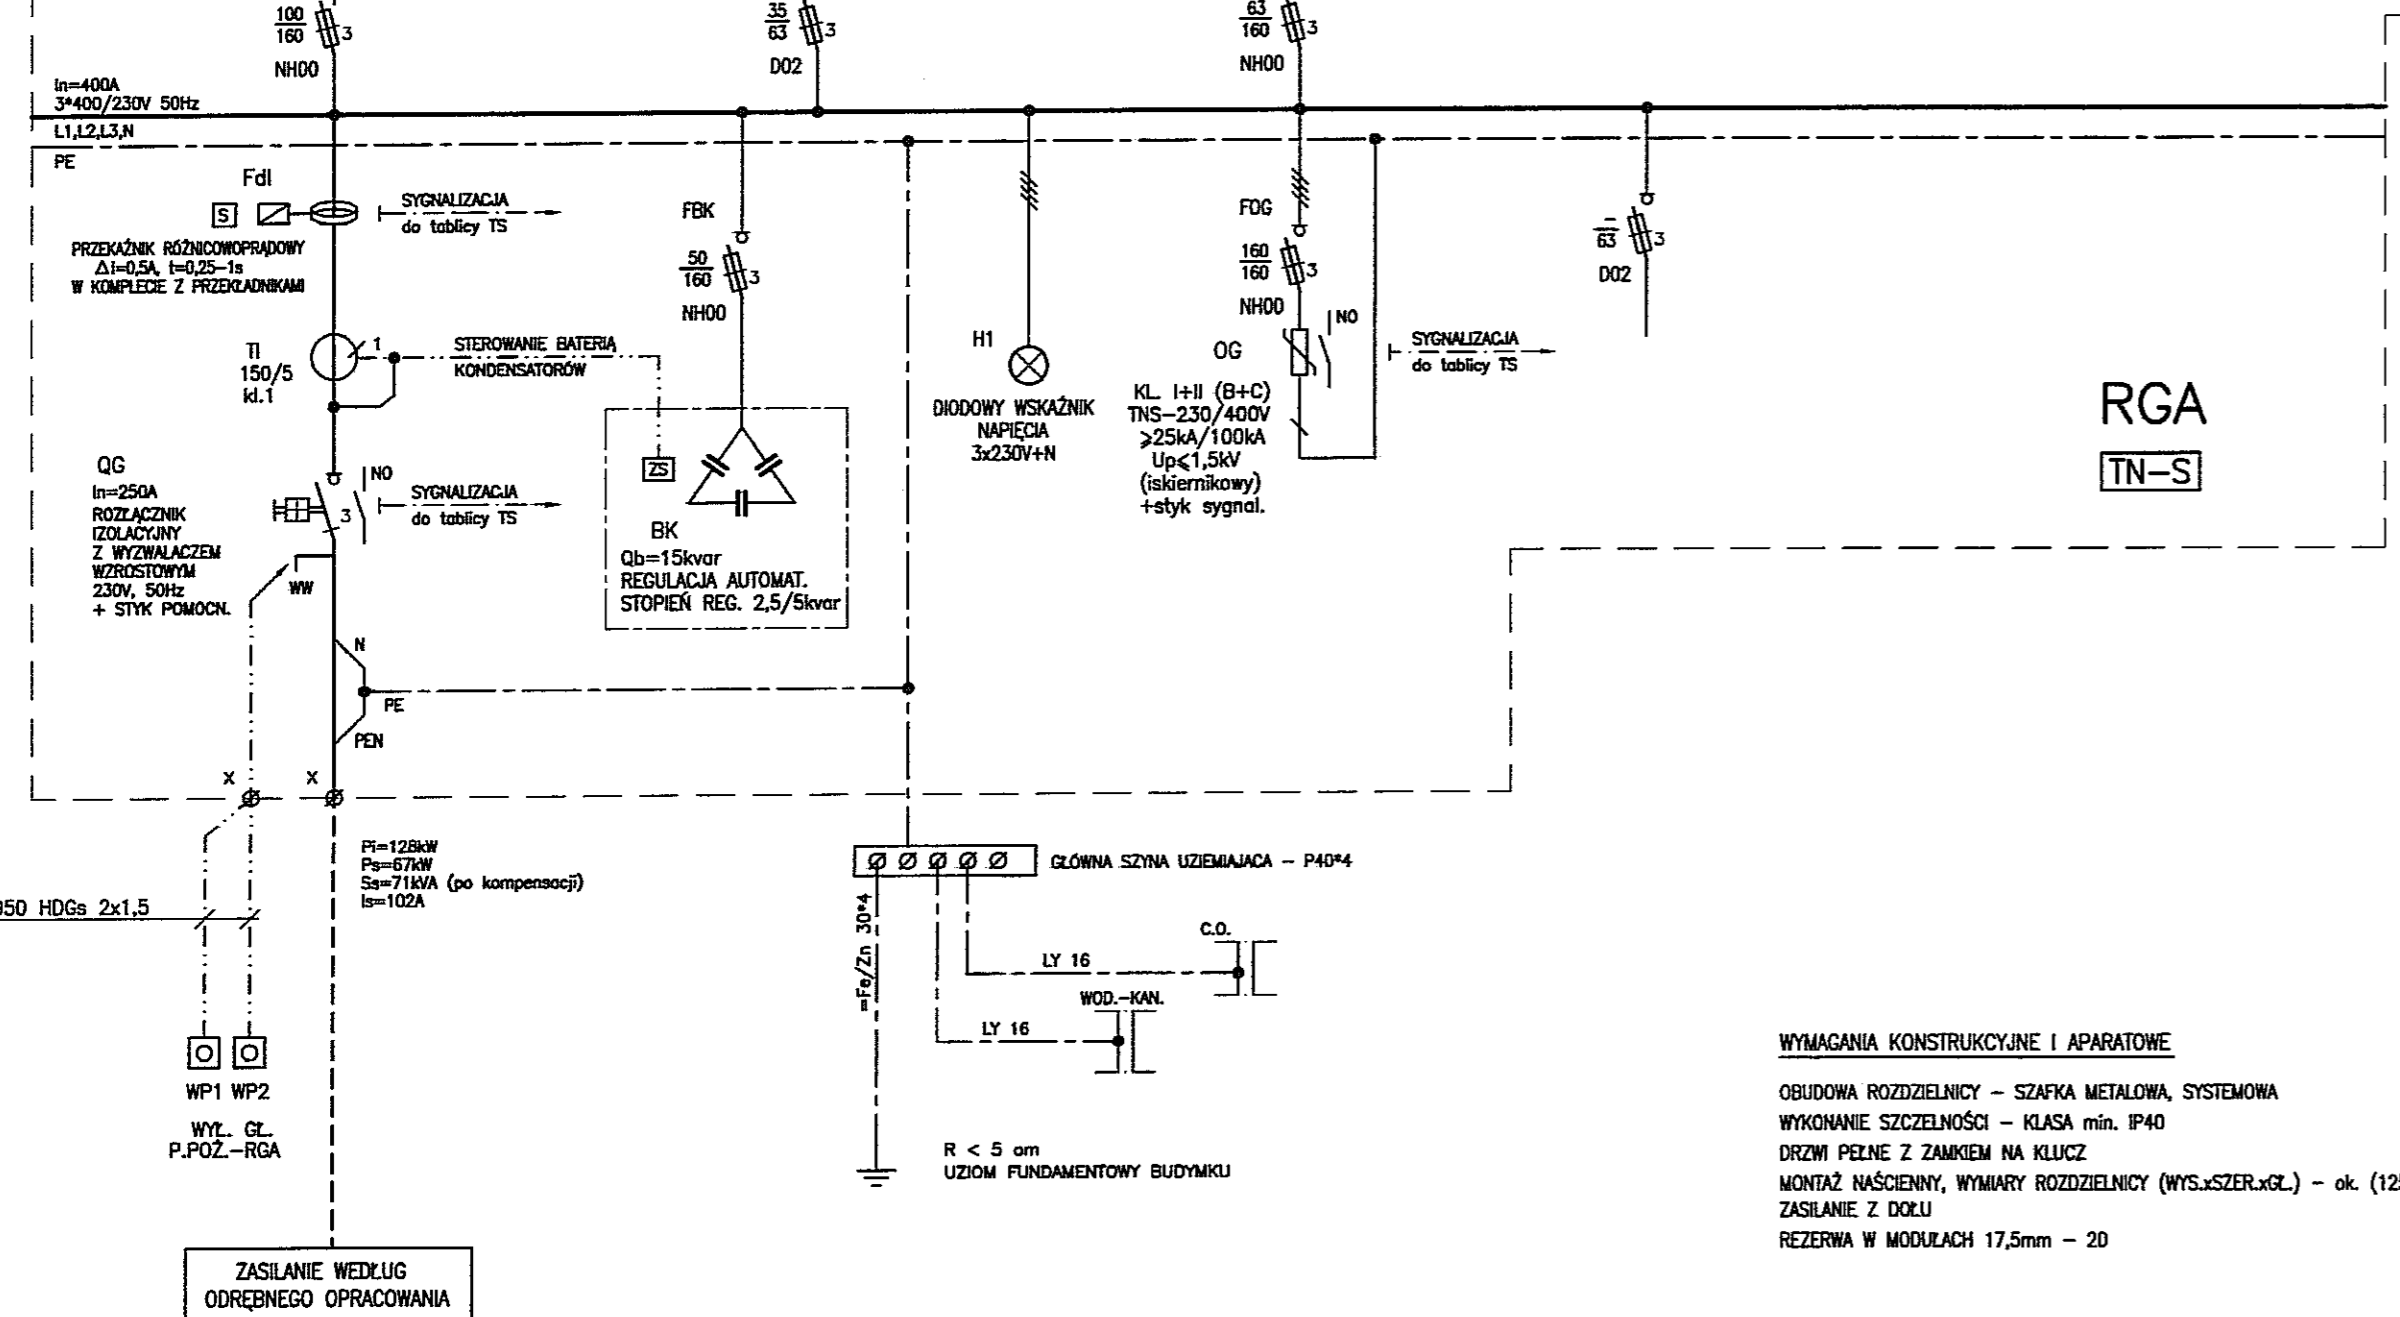 100
160
3
NH00
35
63
3
D02
63
160
3
NH00
In=400A
3*400/230V 50Hz
L1,L2,L3,N
PE
FdI
S
SYGNALIZACJA
do tablicy TS
PRZEKAŹNIK RÓŻNICOWOPRĄDOWY
ΔI=0,5A, t=0,25-1s
W KOMPLECIE Z PRZEKŁADNIKAMI
TI
150/5
kl.1
1
STEROWANIE BATERIĄ
KONDENSATORÓW
QG
In=250A
ROZŁĄCZNIK
IZOLACYJNY
Z WYZWALACZEM
WZROSTOWYM
230V, 50Hz
+ STYK POMOCN.
3
NO
SYGNALIZACJA
do tablicy TS
WW
N
PE
PEN
X
X
FBK
50
160
3
NH00
ZS
BK
Qb=15kvar
REGULACJA AUTOMAT.
STOPIEŃ REG. 2,5/5kvar
H1
DIODOWY WSKAŹNIK
NAPIĘCIA
3x230V+N
FOG
160
160
3
NH00
NO
OG
SYGNALIZACJA
do tablicy TS
KL. I+II (B+C)
TNS-230/400V
⩾25kA/100kA
Up⩽1,5kV
(iskiernikowy)
+styk sygnal.
-
63
3
D02
RGA
TN-S
Pi=128kW
Ps=67kW
Ss=71kVA (po kompensacji)
Is=102A
HDGs 2x1,5
WP1 WP2
WYŁ. GŁ.
P.POŻ.-RGA
ZASILANIE WEDŁUG
ODRĘBNEGO OPRACOWANIA
GŁÓWNA SZYNA UZIEMIAJACA - P40*4
=Fe/Zn 30*4
C.O.
LY 16
WOD.-KAN.
LY 16
R < 5 om
UZIOM FUNDAMENTOWY BUDYMKU
WYMAGANIA KONSTRUKCYJNE I APARATOWE
OBUDOWA ROZDZIELNICY - SZAFKA METALOWA, SYSTEMOWA
WYKONANIE SZCZELNOŚCI - KLASA min. IP40
DRZWI PEŁNE Z ZAMKIEM NA KLUCZ
MONTAŻ NAŚCIENNY, WYMIARY ROZDZIELNICY (WYS.xSZER.xGŁ.) - ok.
ZASILANIE Z DOŁU
REZERWA W MODUŁACH 17,5mm - 20